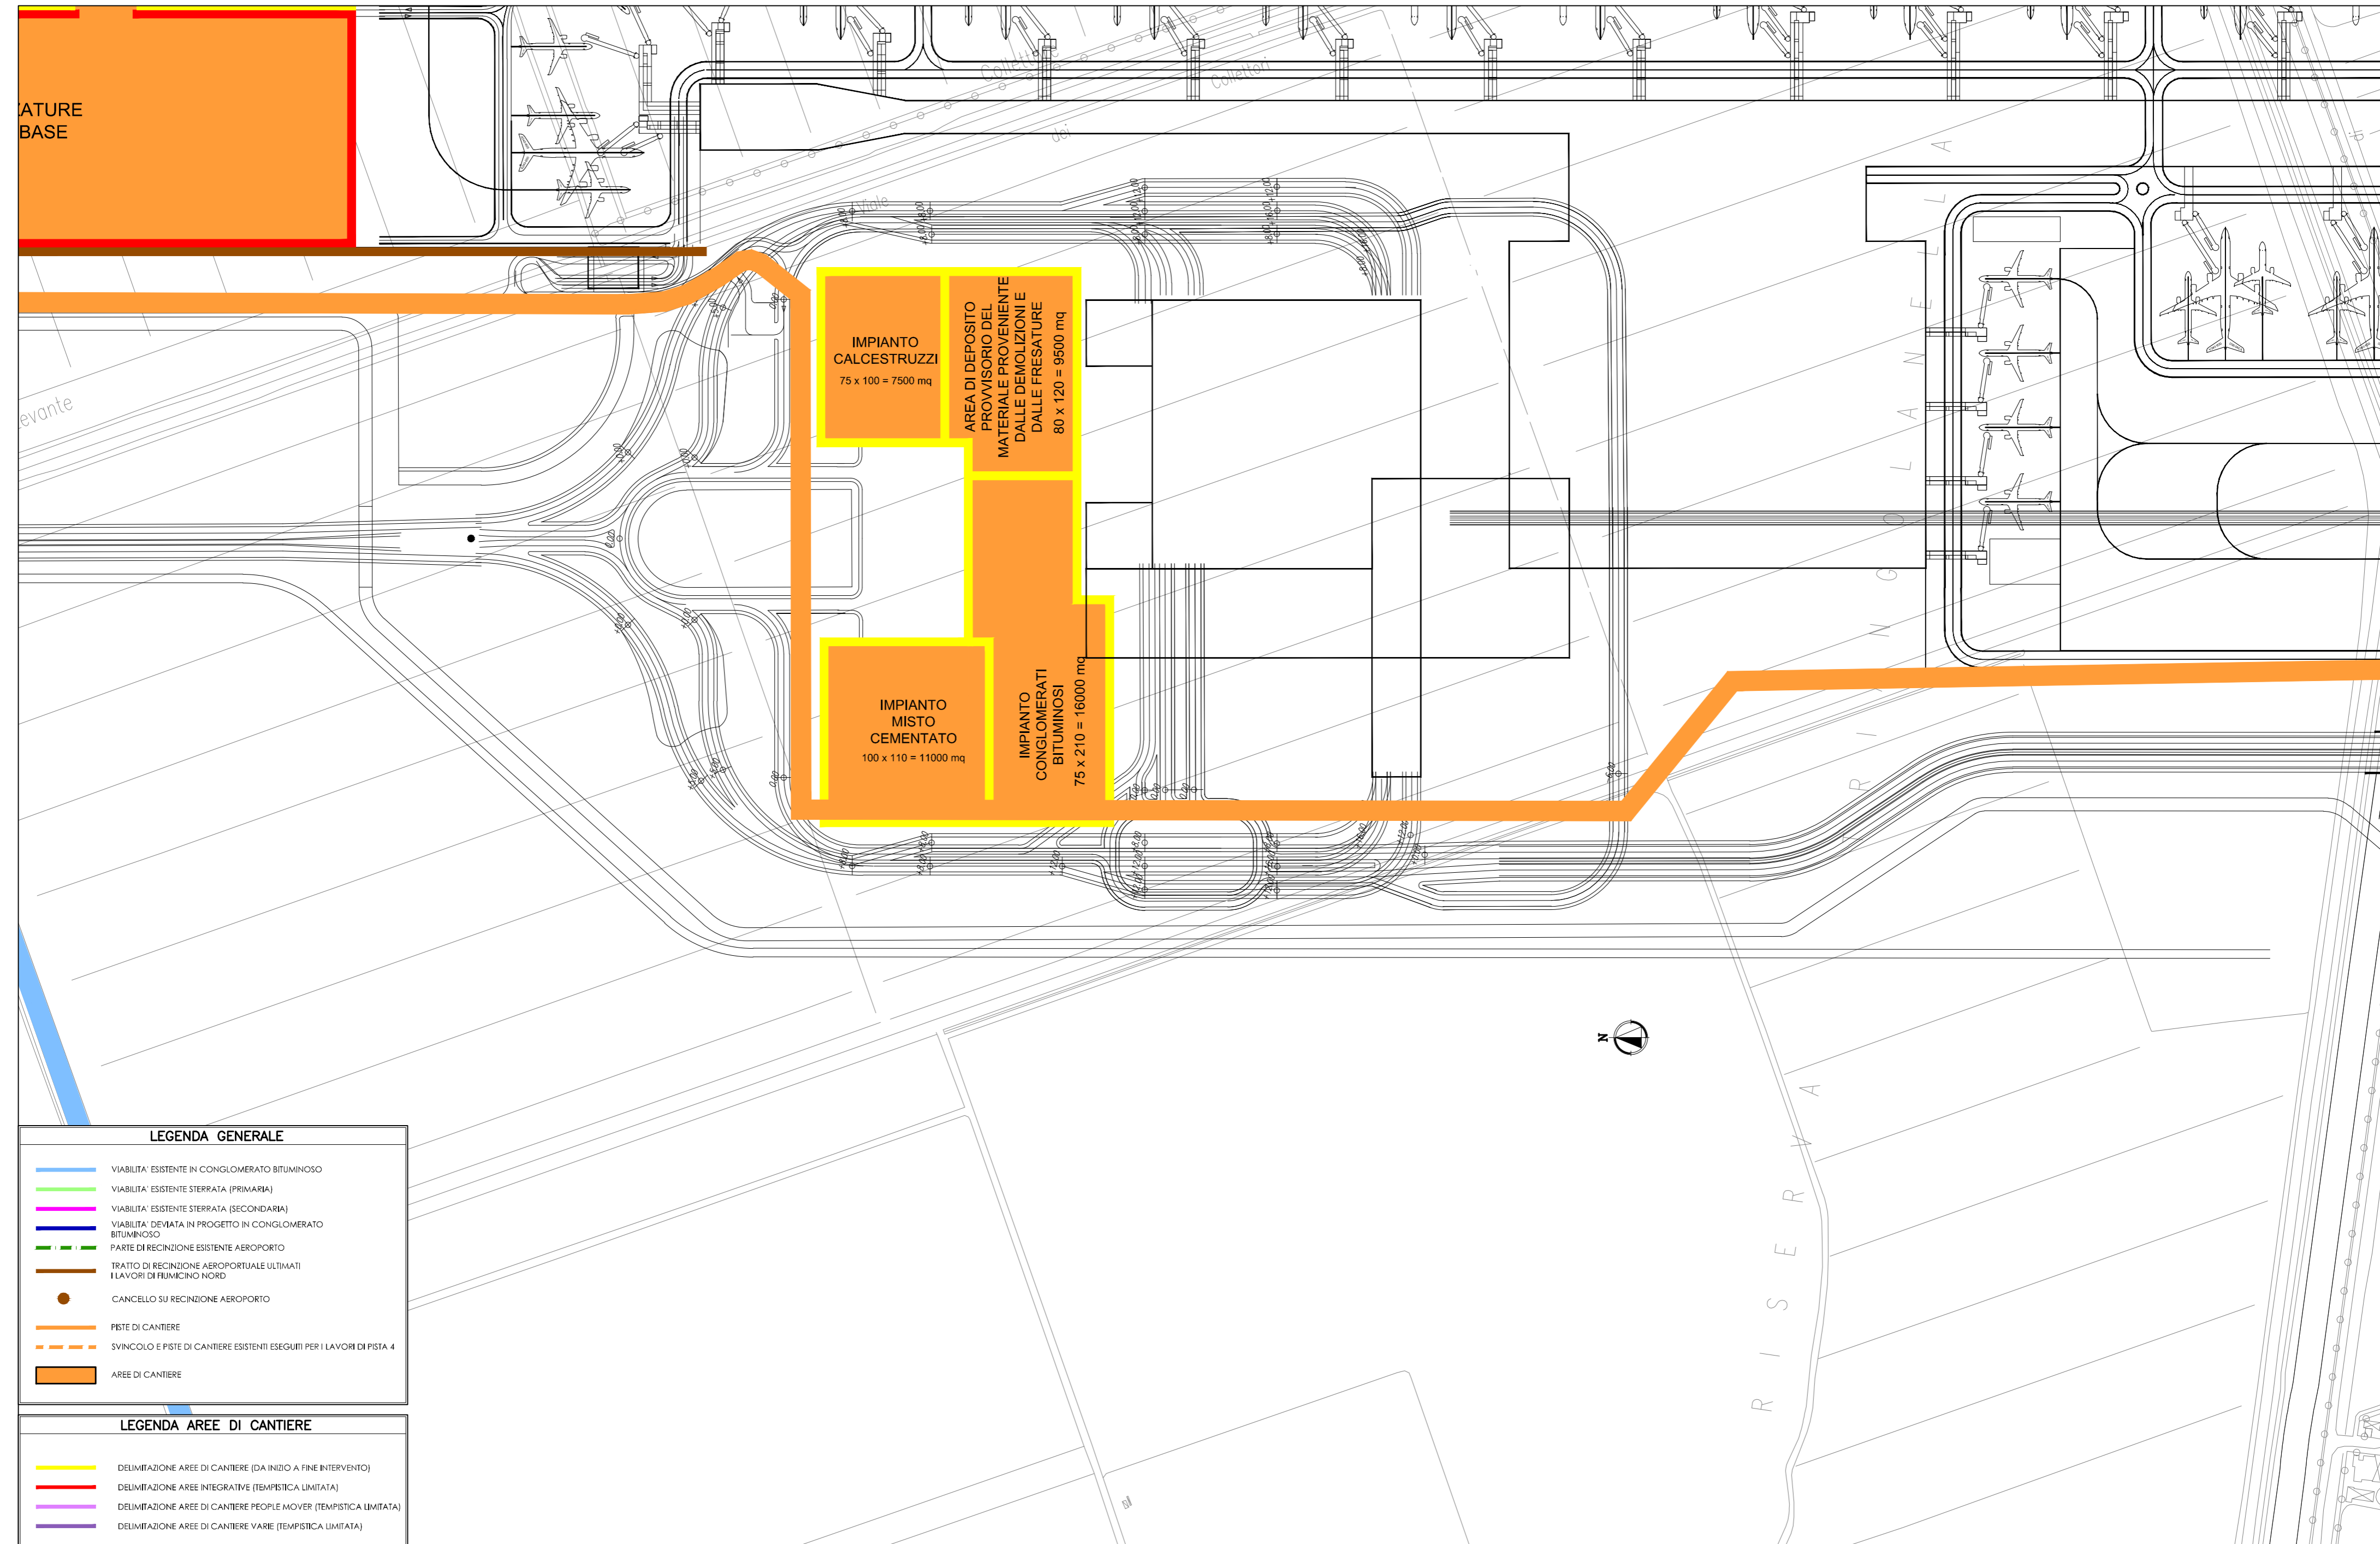 ATURE
BASE
Collettore
Collettori
dei
Viale
evante
IMPIANTO
CALCESTRUZZI
75 x 100 = 7500 mq
AREA DI DEPOSITO
PROVVISORIO DEL
MATERIALE PROVENIENTE
DALLE DEMOLIZIONI E
DALLE FRESATURE
80 x 120 = 9500 mq
IMPIANTO
MISTO
CEMENTATO
100 x 110 = 11000 mq
IMPIANTO
CONGLOMERATI
BITUMINOSI
75 x 210 = 16000 mq
N
LEGENDA GENERALE
VIABILITA' ESISTENTE IN CONGLOMERATO BITUMINOSO
VIABILITA' ESISTENTE STERRATA (PRIMARIA)
VIABILITA' ESISTENTE STERRATA (SECONDARIA)
VIABILITA' DEVIATA IN PROGETTO IN CONGLOMERATO
BITUMINOSO
PARTE DI RECINZIONE ESISTENTE AEROPORTO
TRATTO DI RECINZIONE AEROPORTUALE ULTIMATI
I LAVORI DI FIUMICINO NORD
CANCELLO SU RECINZIONE AEROPORTO
PISTE DI CANTIERE
SVINCOLO E PISTE DI CANTIERE ESISTENTI ESEGUITI PER I LAVORI DI PISTA 4
AREE DI CANTIERE
LEGENDA AREE DI CANTIERE
DELIMITAZIONE AREE DI CANTIERE (DA INIZIO A FINE INTERVENTO)
DELIMITAZIONE AREE INTEGRATIVE (TEMPISTICA LIMITATA)
DELIMITAZIONE AREE DI CANTIERE PEOPLE MOVER (TEMPISTICA LIMITATA)
DELIMITAZIONE AREE DI CANTIERE VARIE (TEMPISTICA LIMITATA)
RISERVA